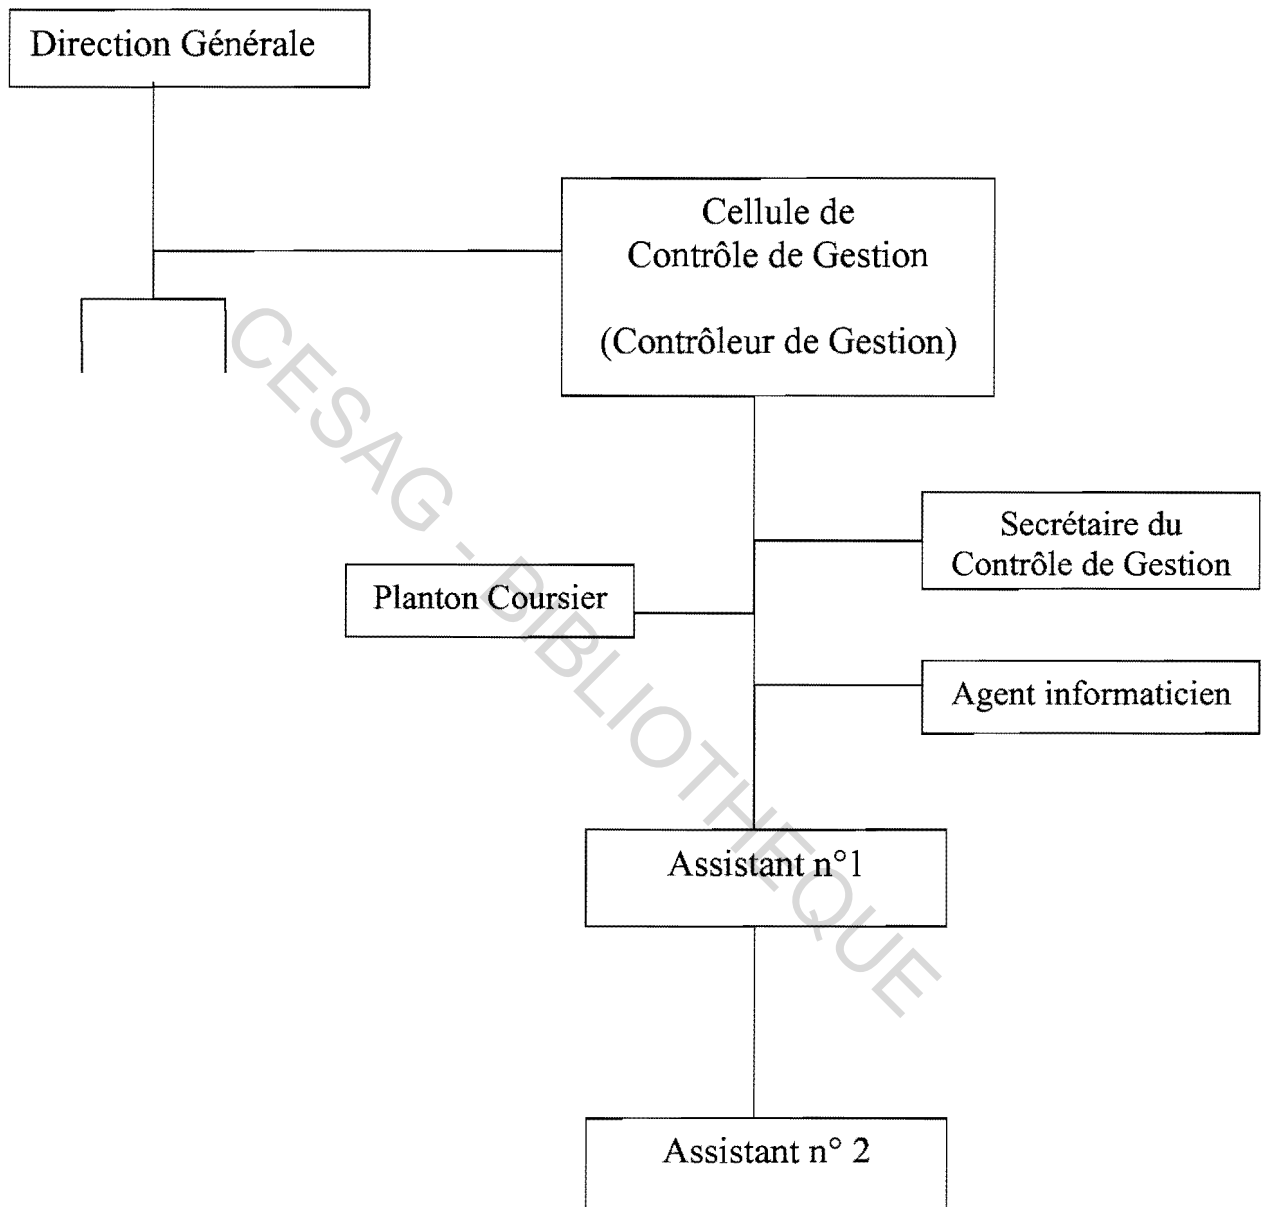 Direction Générale
Cellule de
Contrôle de Gestion
(Contrôleur de Gestion)
Secrétaire du
Contrôle de Gestion
Planton Coursier
Agent informaticien
Assistant n°1
Assistant n° 2
CESAG - BIBLIOTHEQUE